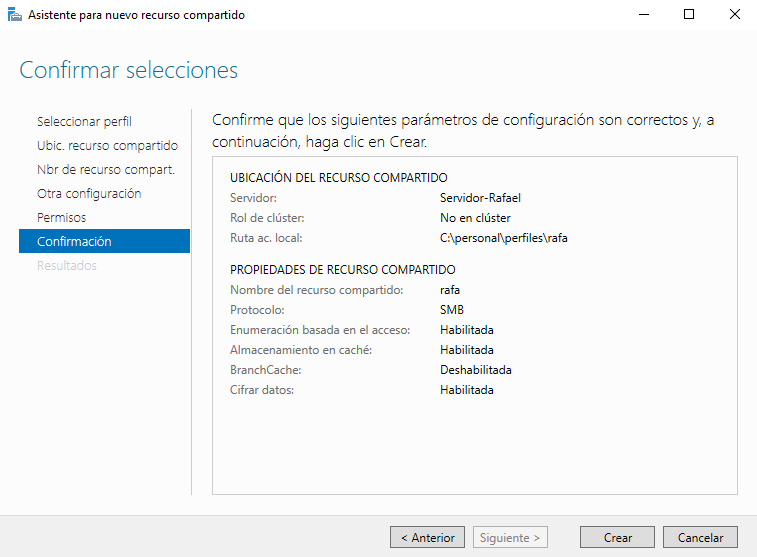 Asistente para nuevo recurso compartido
Confirmar selecciones
Seleccionar perfil
Ubic. recurso compartido
Nbr de recurso compart.
Otra configuración
Permisos
Confirmación
Resultados
Confirme que los siguientes parámetros de configuración son correctos y, a
continuación, haga clic en Crear.
UBICACIÓN DEL RECURSO COMPARTIDO
Servidor: Servidor-Rafael
Rol de clúster: No en clúster
Ruta ac. local: C:\personal\perfiles\rafa
PROPIEDADES DE RECURSO COMPARTIDO
Nombre del recurso compartido: rafa
Protocolo: SMB
Enumeración basada en el acceso: Habilitada
Almacenamiento en caché: Habilitada
BranchCache: Deshabilitada
Cifrar datos: Habilitada
< Anterior Siguiente > Crear Cancelar